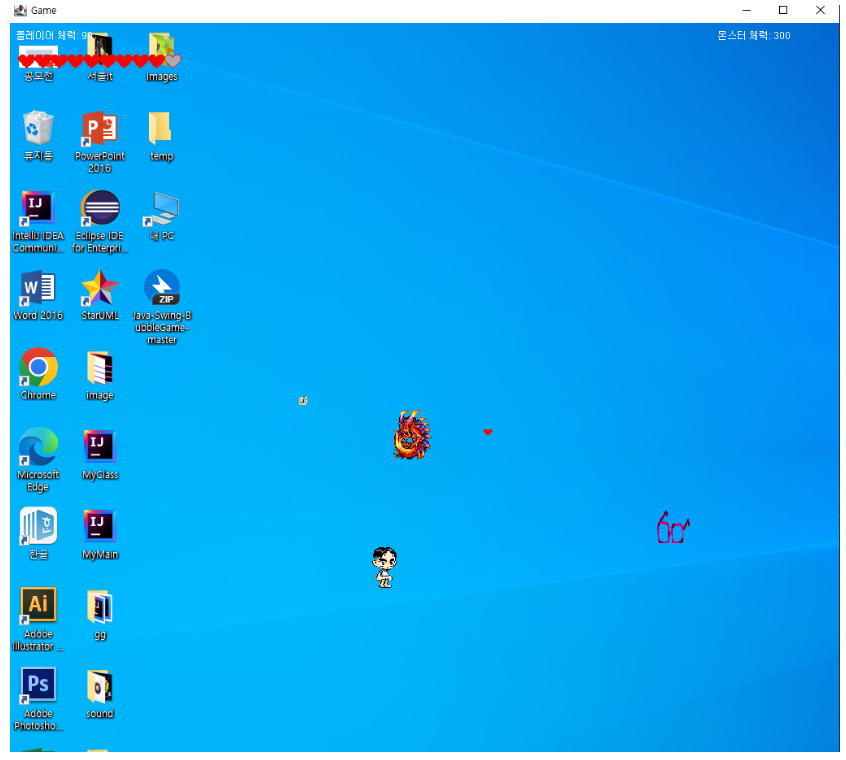 Game
플레이어 체력: 90
몬스터 체력: 300
공모전
서울it
images
휴지통
PowerPoint
2016
temp
IntelliJ IDEA
Communi...
Eclipse IDE
for Enterpri...
내 PC
Word 2016
StarUML
ZIP
Java-Swing-B
ubbleGame-
master
Chrome
image
Microsoft
Edge
MyClass
한글
MyMain
Adobe
Illustrator ...
gg
Adobe
Photosho...
sound